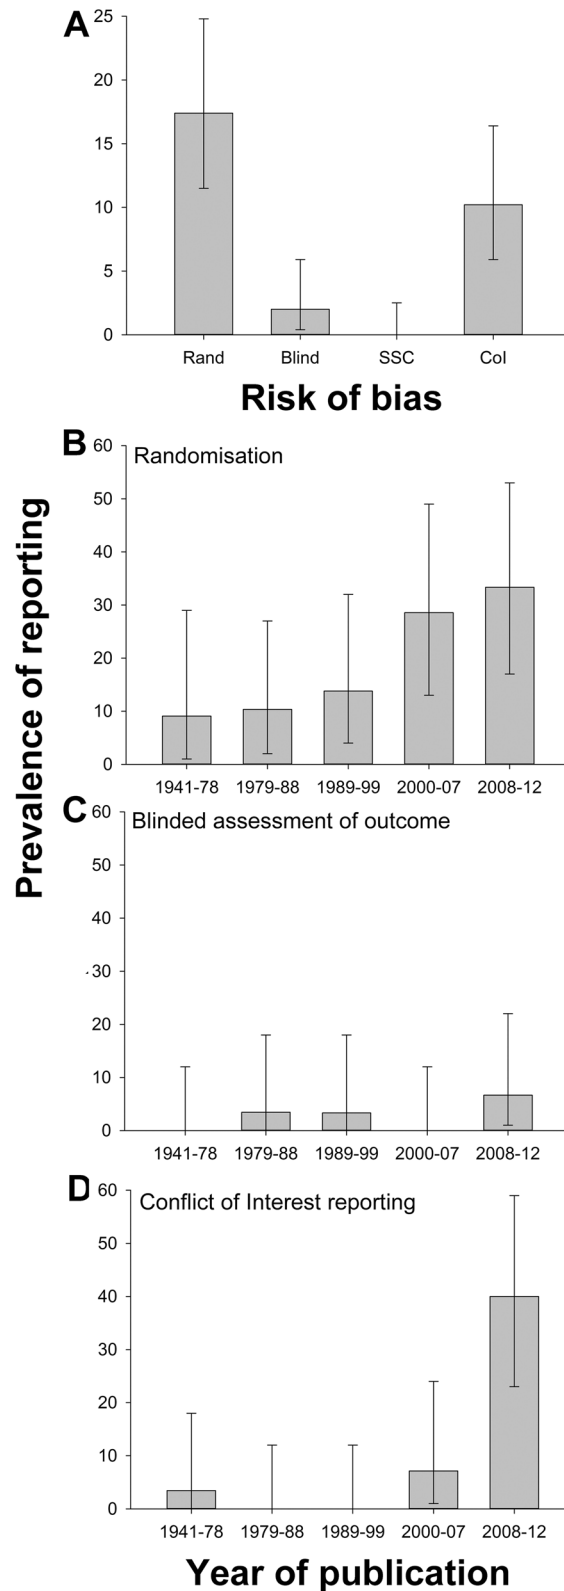 A
25
20
15
10
5
0
Rand Blind SSC CoI
Risk of bias
Prevalence of reporting
B
Randomisation
60
50
40
30
20
10
0
1941-78 1979-88 1989-99 2000-07 2008-12
C
Blinded assessment of outcome
60
50
40
30
20
10
0
1941-78 1979-88 1989-99 2000-07 2008-12
D
Conflict of Interest reporting
60
50
40
30
20
10
0
1941-78 1979-88 1989-99 2000-07 2008-12
Year of publication